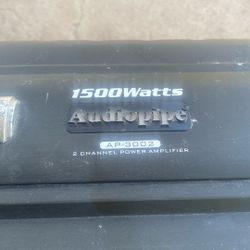 1500Watts
Audiopipe
AP-3002
2 CHANNEL POWER AMPLIFIER